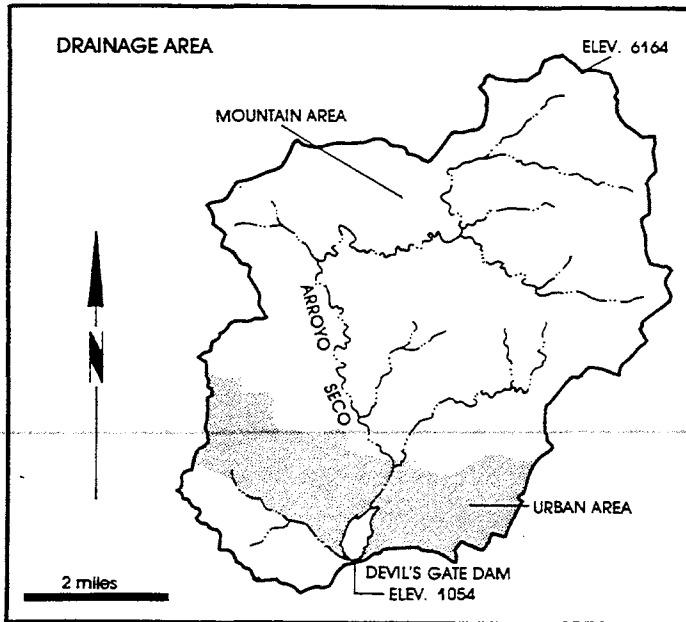 DRAINAGE AREA
ELEV. 6164
MOUNTAIN AREA
ARROYO
SECO
N
URBAN AREA
DEVIL'S GATE DAM
ELEV. 1054
2 miles